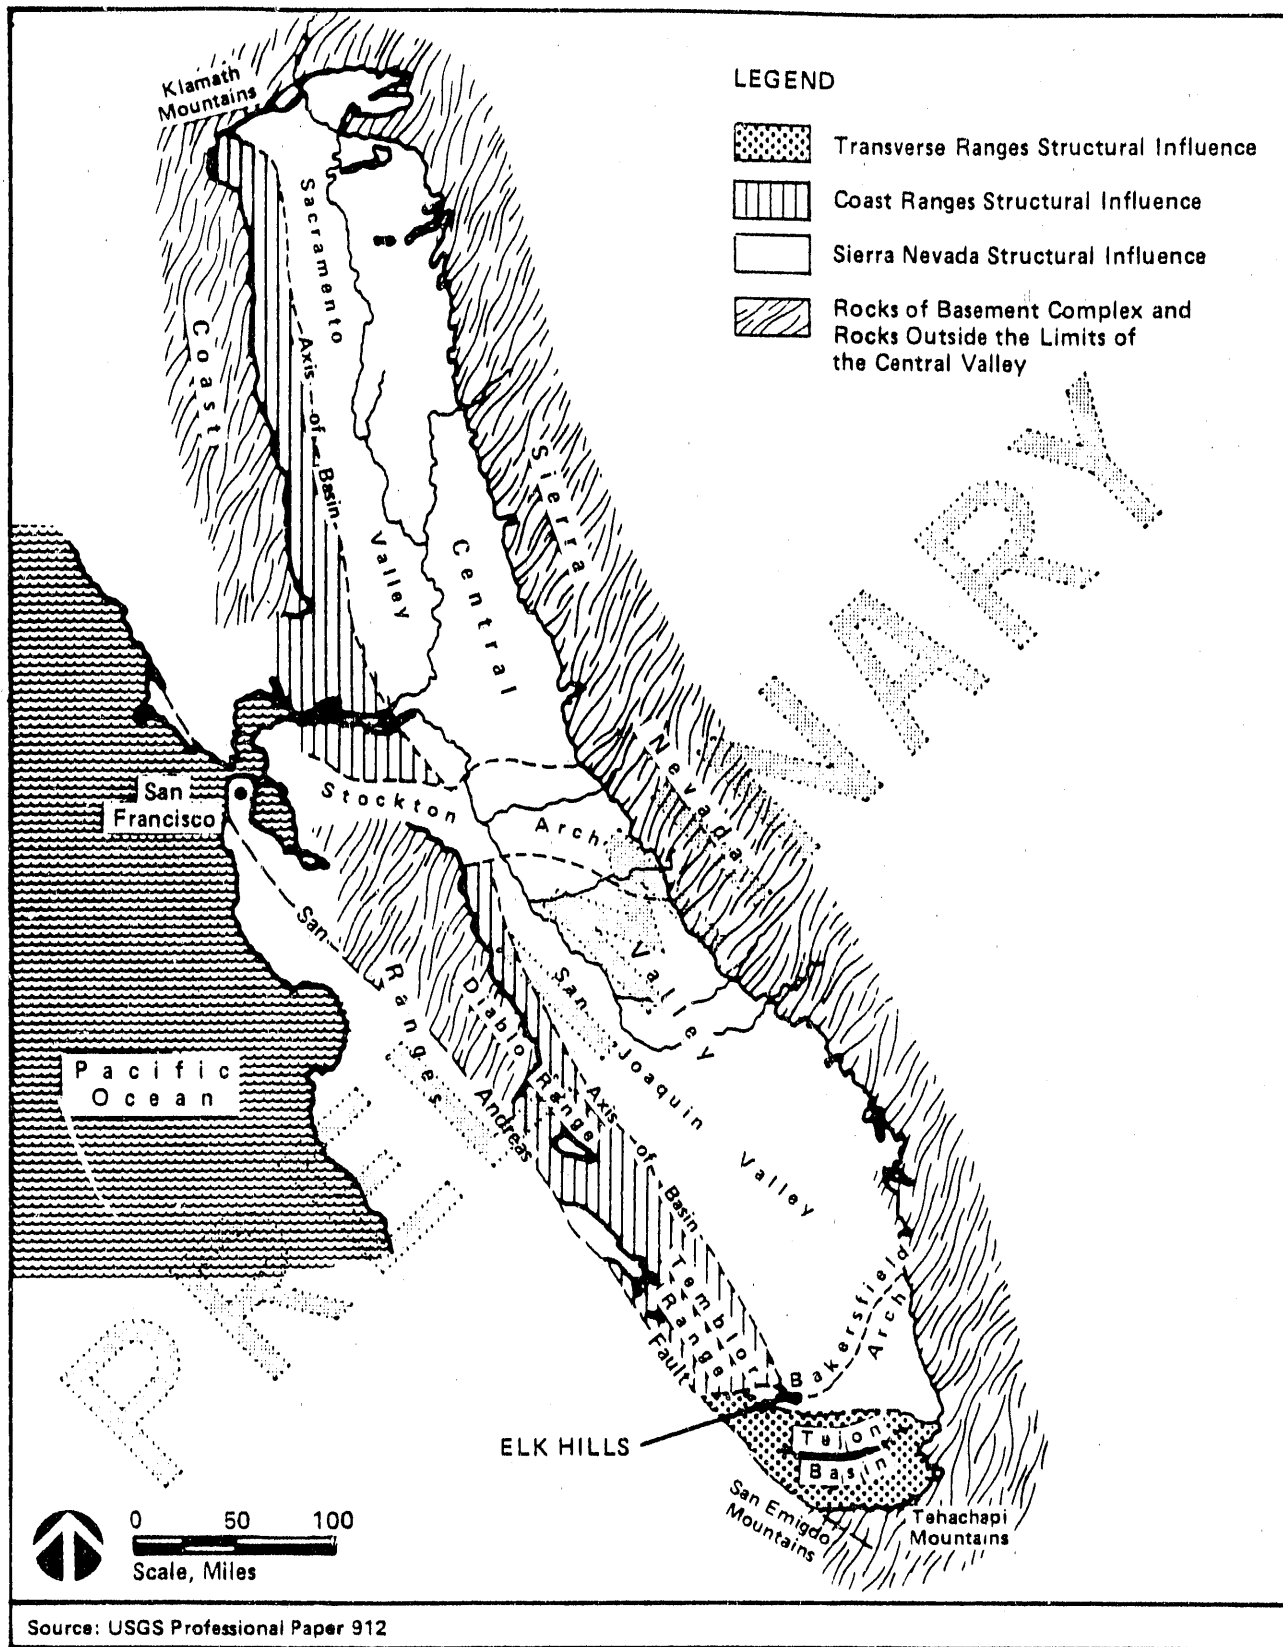 Klamath
Mountains
LEGEND
Transverse Ranges Structural Influence
Coast Ranges Structural Influence
Sierra Nevada Structural Influence
Rocks of Basement Complex and
Rocks Outside the Limits of
the Central Valley
Sacramento
Valley
Axis of Basin
Coast
Ranges
Sierra
Nevada
Central
Valley
San
Francisco
Stockton
Arch
San
Andreas
Fault
Diablo
Range
San Joaquin
Valley
Axis of Basin
Pacific
Ocean
Temblor
Range
Bakersfield
Arch
ELK HILLS
Tejon
Basin
San Emigdo
Mountains
Tehachapi
Mountains
0 50 100
Scale, Miles
Source: USGS Professional Paper 912